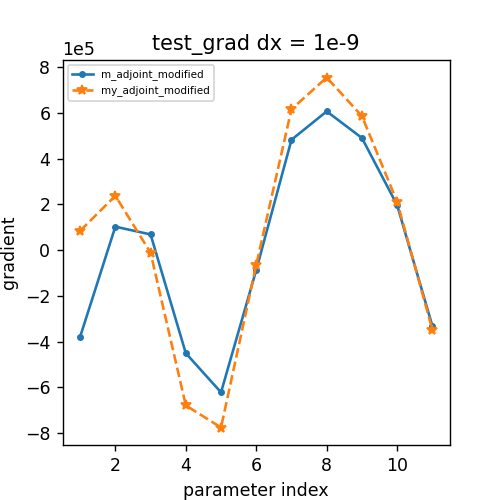 test_grad dx = 1e-9
1e5
m_adjoint_modified
my_adjoint_modified
8
6
4
2
0
−2
−4
−6
−8
gradient
2 4 6 8 10
parameter index